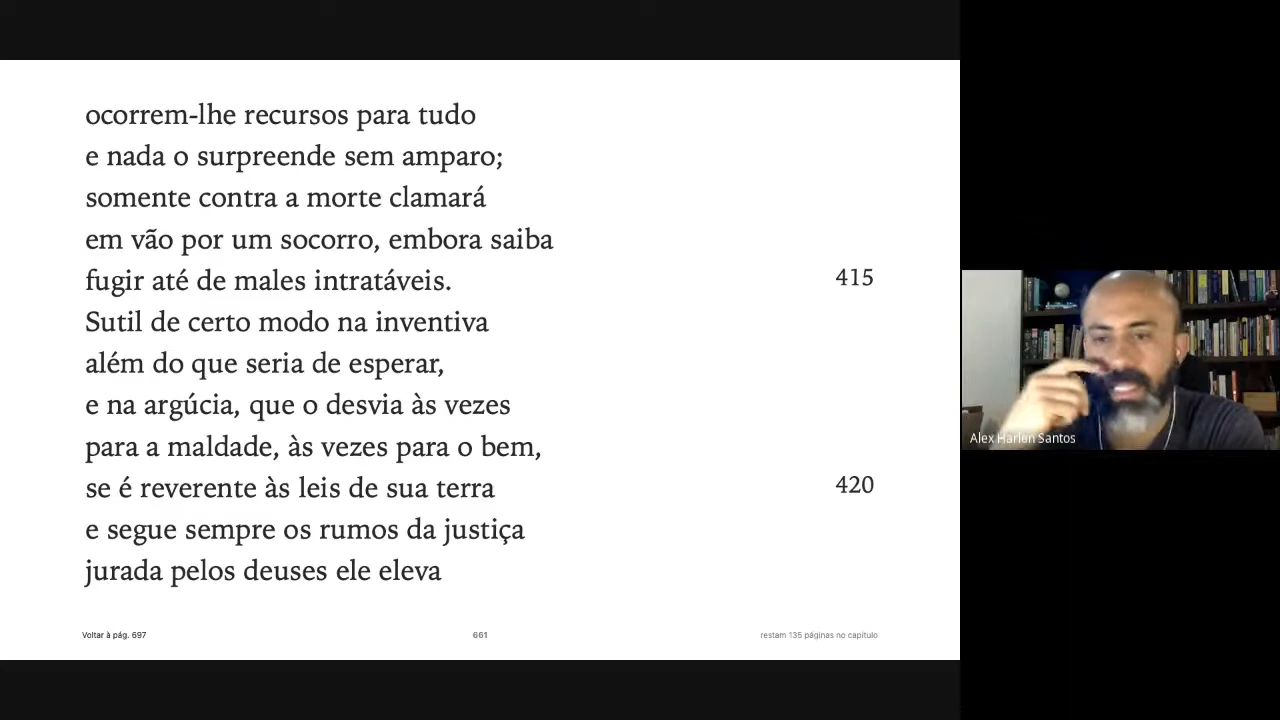 ocorrem-lhe recursos para tudo
e nada o surpreende sem amparo;
somente contra a morte clamará
em vão por um socorro, embora saiba
fugir até de males intratáveis.
415
Sutil de certo modo na inventiva
além do que seria de esperar,
e na argúcia, que o desvia às vezes
para a maldade, às vezes para o bem,
se é reverente às leis de sua terra
420
e segue sempre os rumos da justiça
jurada pelos deuses ele eleva
Voltar à pág. 697
661
restam 135 páginas no capítulo
Alex Harlen Santos